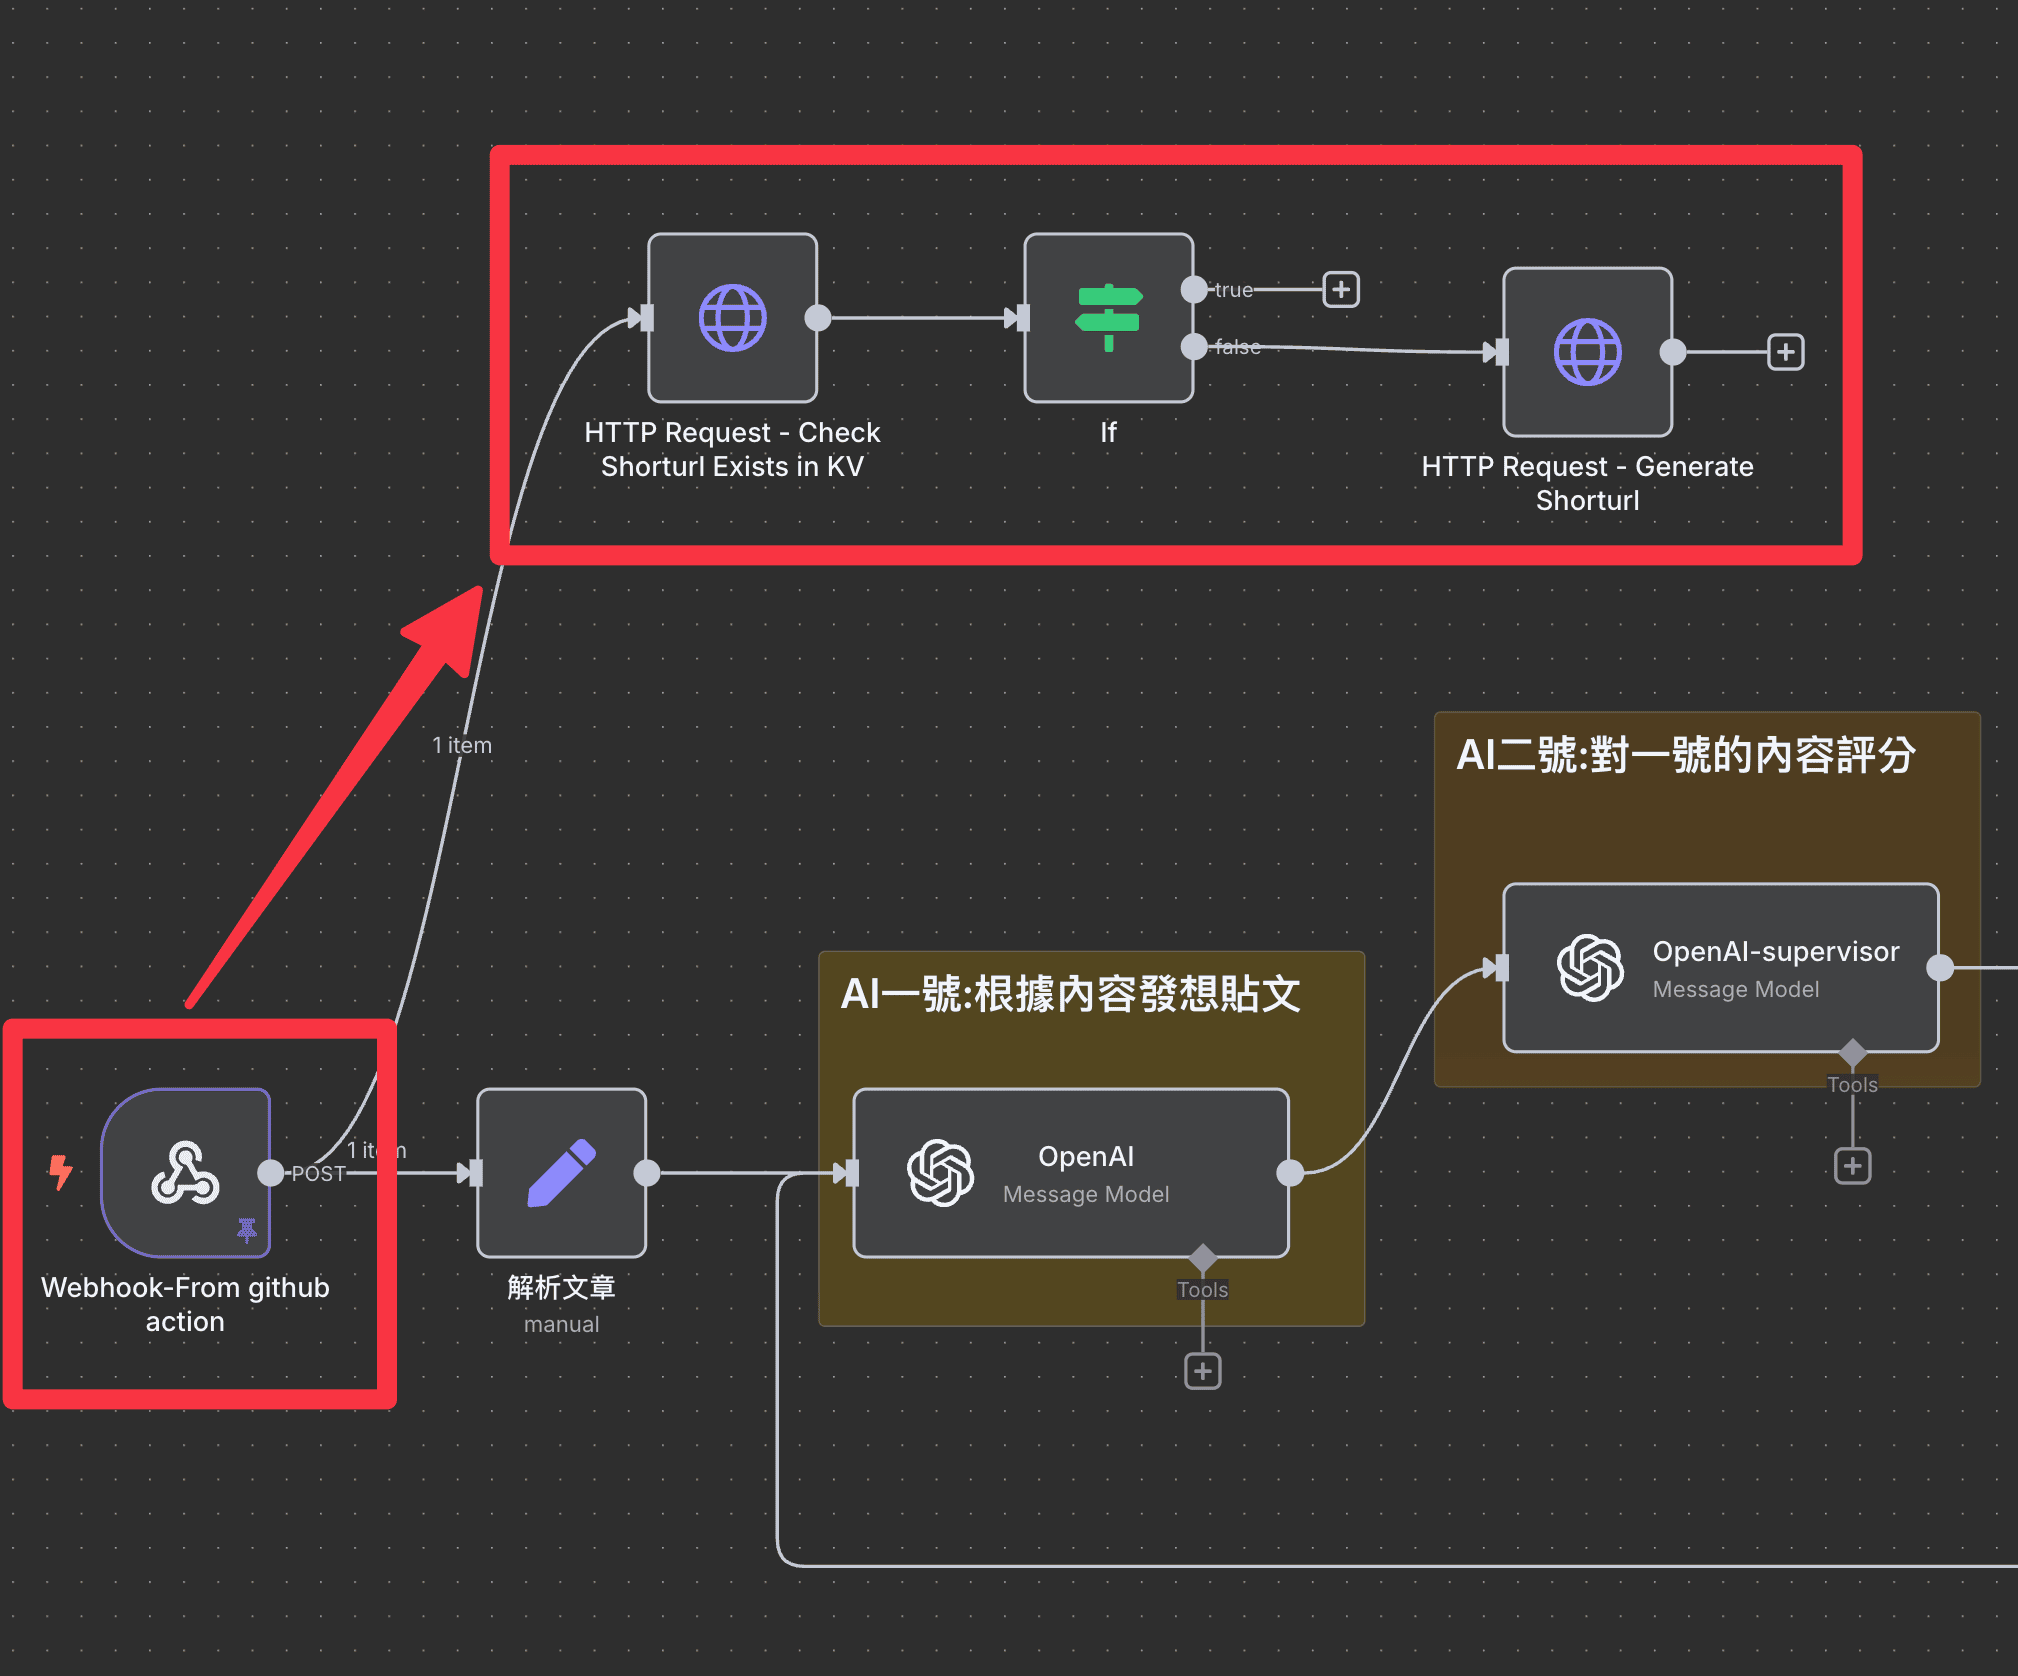 true
false
HTTP Request - Check
Shorturl Exists in KV
If
HTTP Request - Generate
Shorturl
1 item
AI二號:對一號的內容評分
OpenAI-supervisor
Message Model
Tools
AI一號:根據內容發想貼文
1 item
POST
OpenAI
Message Model
Tools
Webhook-From github
action
解析文章
manual